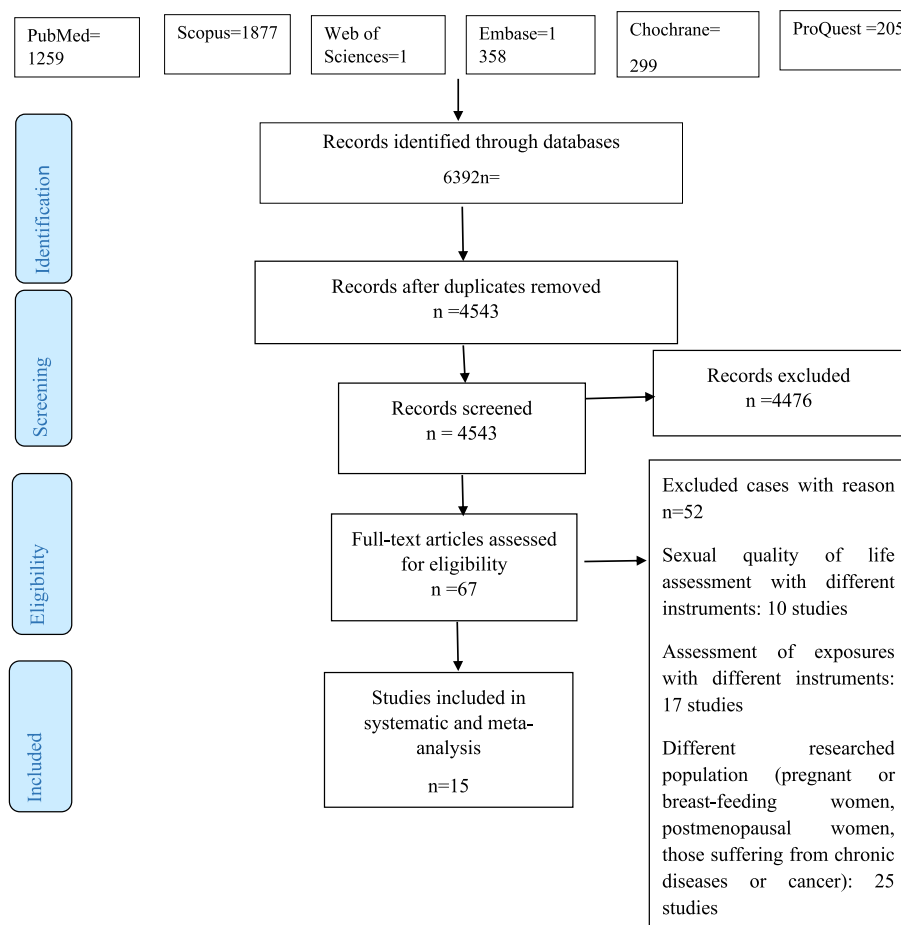 PubMed=
1259
Scopus=1877
Web of
Sciences=1
Embase=1
358
Chochrane=
299
ProQuest =205
Records identified through databases
6392n=
Identification
Records after duplicates removed
n =4543
Screening
Records screened
n = 4543
Records excluded
n =4476
Eligibility
Full-text articles assessed
for eligibility
n =67
Excluded cases with reason
n=52
Sexual quality of life
assessment with different
instruments: 10 studies
Assessment of exposures
with different instruments:
17 studies
Different researched
population (pregnant or
breast-feeding women,
postmenopausal women,
those suffering from chronic
diseases or cancer): 25
studies
Included
Studies included in
systematic and meta-
analysis
n=15